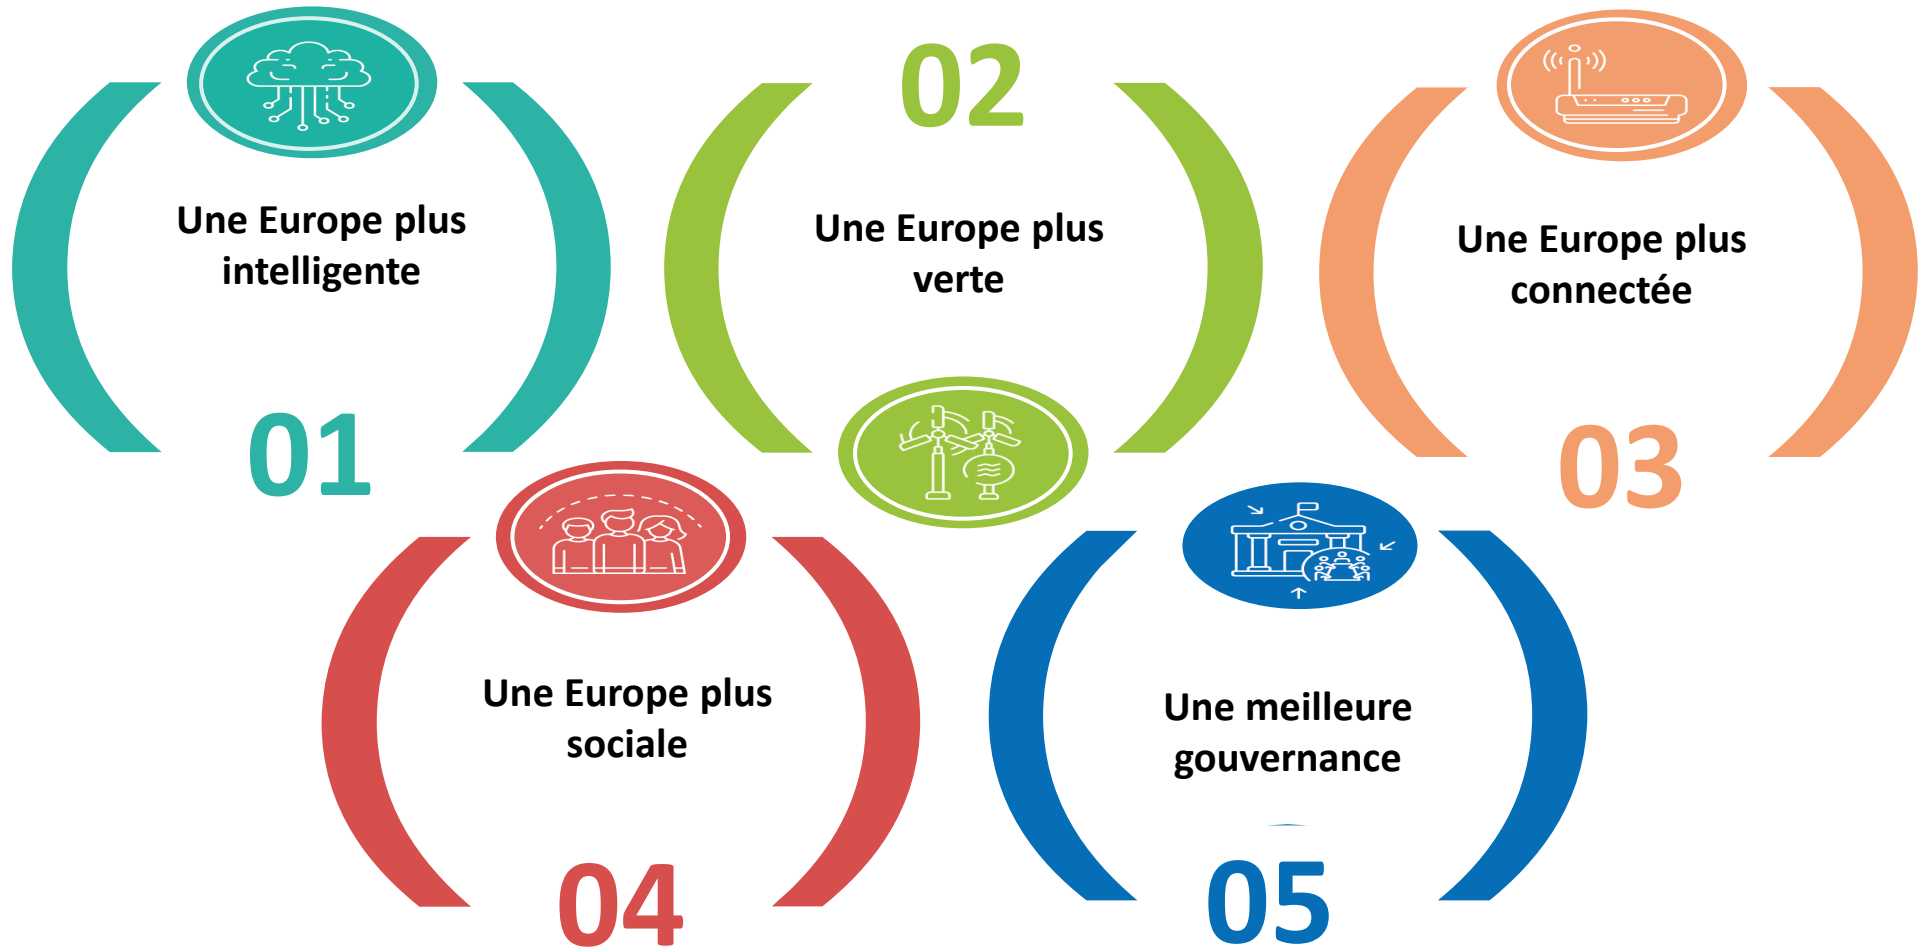 Une Europe plus
intelligente
01
02
Une Europe plus
verte
Une Europe plus
connectée
03
Une Europe plus
sociale
04
Une meilleure
gouvernance
05